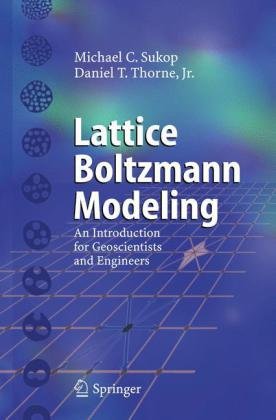 Michael C. Sukop
Daniel T. Thorne, Jr.
Lattice
Boltzmann
Modeling
An Introduction
for Geoscientists
and Engineers
Springer